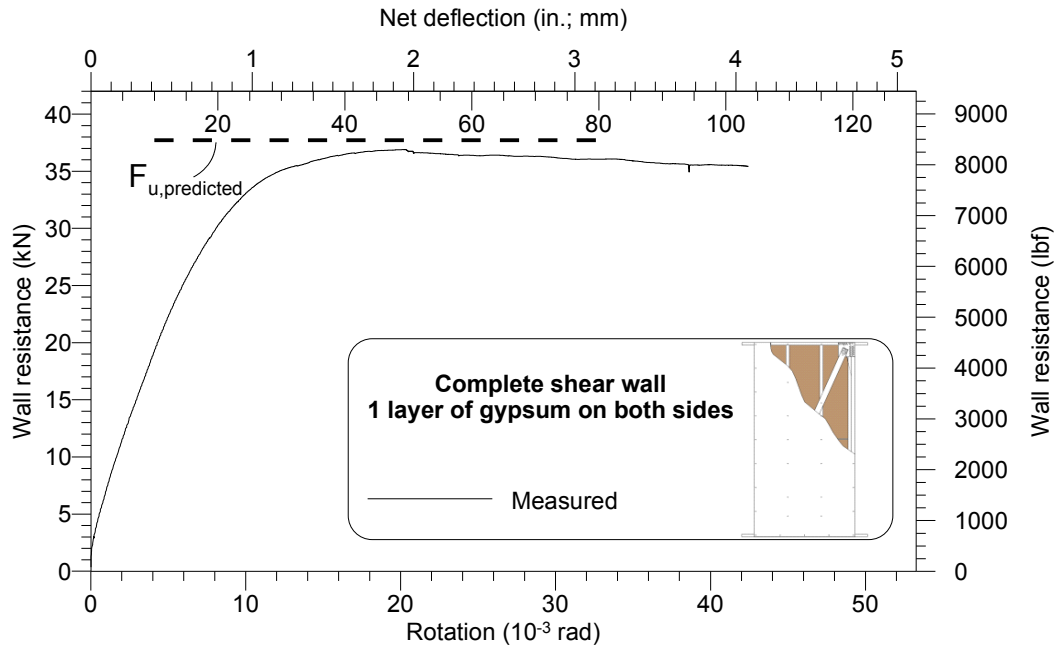 Net deflection (in.; mm)
0 1 2 3 4 5
20 40 60 80 100 120
40
35
30
25
20
15
10
5
0
Wall resistance (kN)
9000
8000
7000
6000
5000
4000
3000
2000
1000
0
Wall resistance (lbf)
F u,predicted
Complete shear wall
1 layer of gypsum on both sides
Measured
0 10 20 30 40 50
Rotation (10-3 rad)